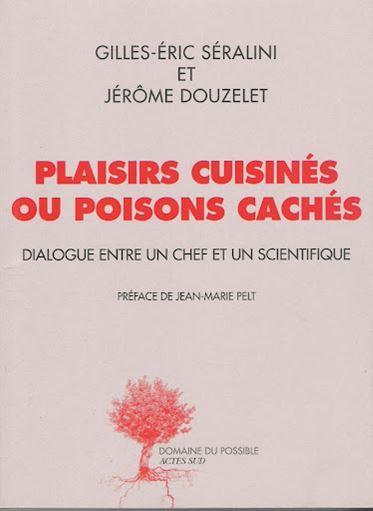 GILLES-ÉRIC SÉRALINI
ET
JÉRÔME DOUZELET
PLAISIRS CUISINÉS
OU POISONS CACHÉS
DIALOGUE ENTRE UN CHEF ET UN SCIENTIFIQUE
PRÉFACE DE JEAN-MARIE PELT
DOMAINE DU POSSIBLE
ACTES SUD